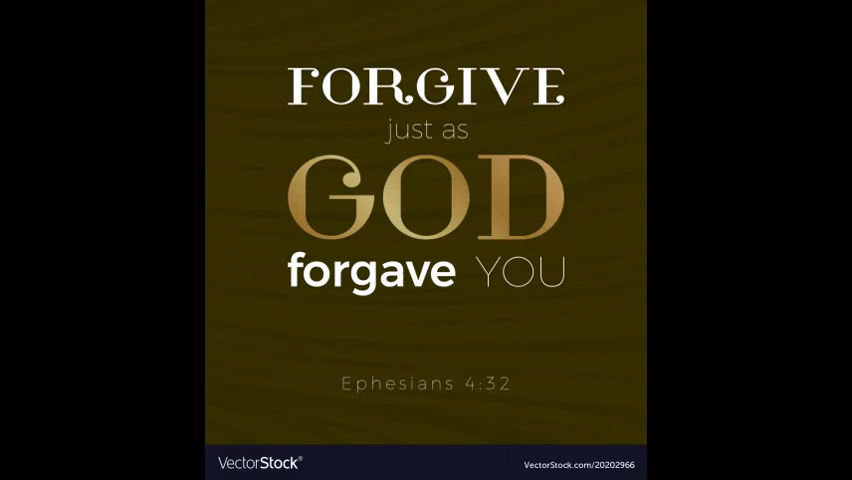 FORGIVE
just as
GOD
forgave YOU
Ephesians 4:32
VectorStock®
VectorStock.com/20202966